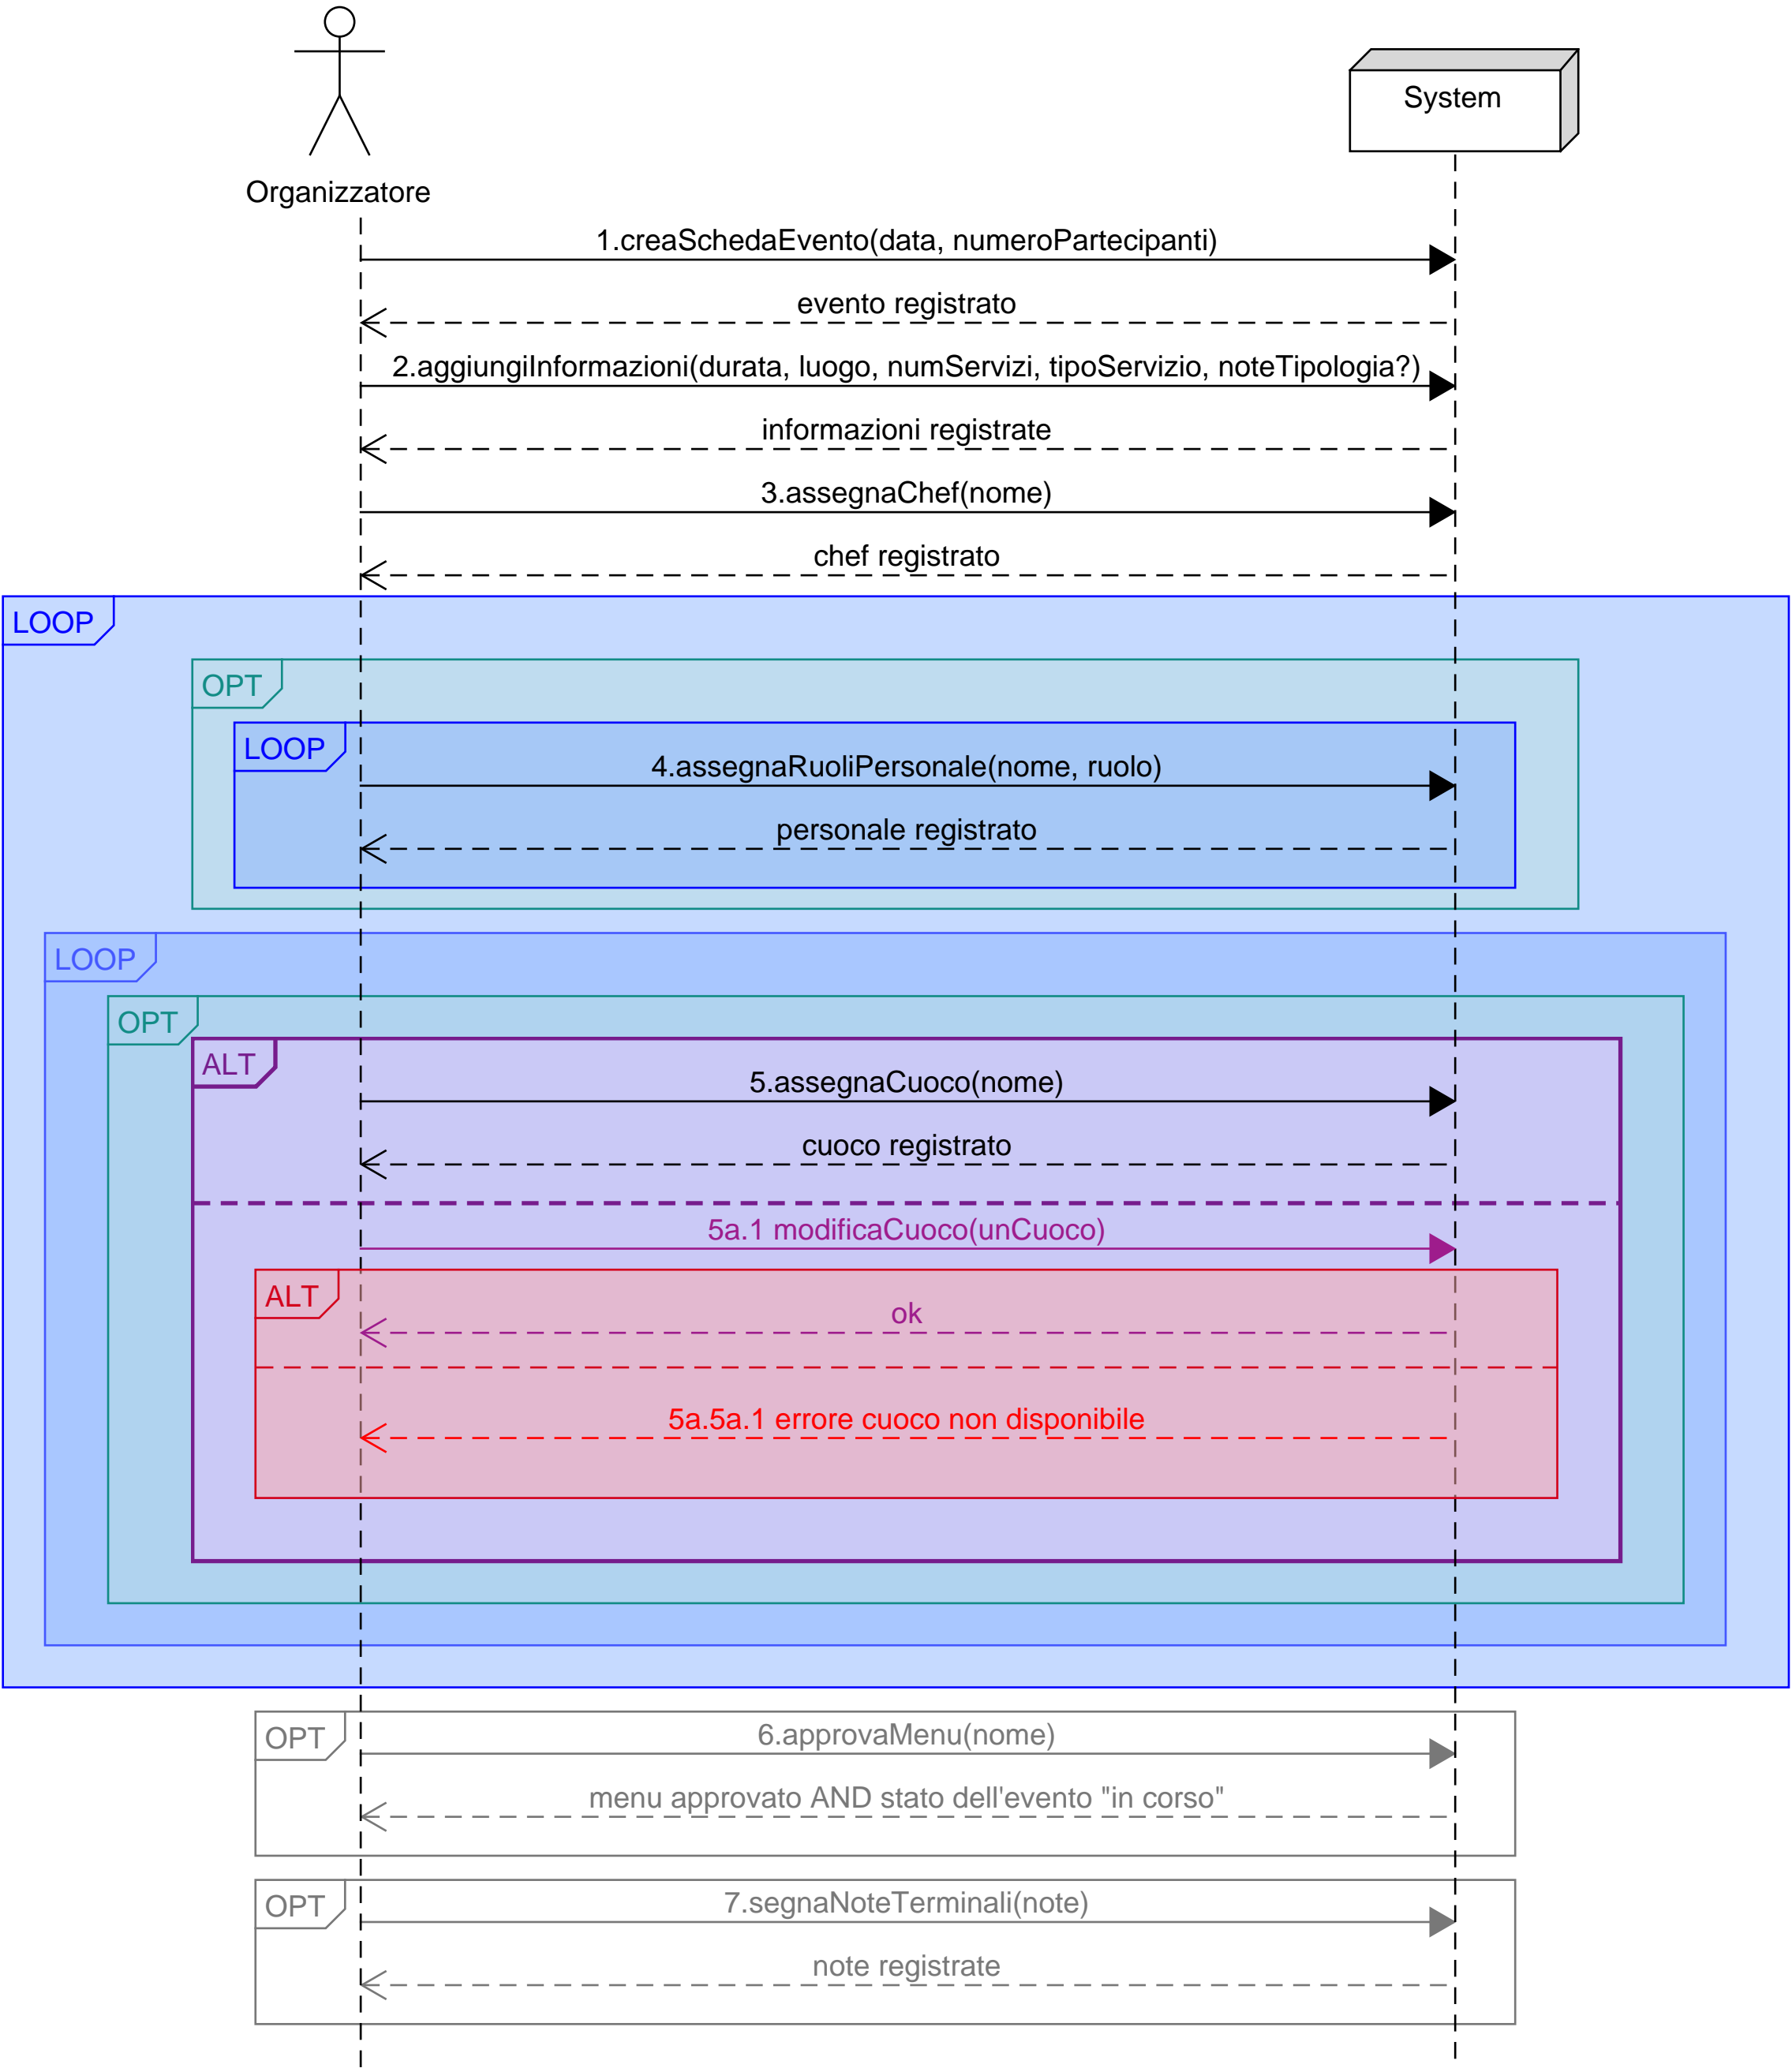 System
Organizzatore
1.creaSchedaEvento(data, numeroPartecipanti)
evento registrato
2.aggiungiInformazioni(durata, luogo, numServizi, tipoServizio, noteTipologia?)
informazioni registrate
3.assegnaChef(nome)
chef registrato
LOOP
OPT
LOOP
4.assegnaRuoliPersonale(nome, ruolo)
personale registrato
LOOP
OPT
ALT
5.assegnaCuoco(nome)
cuoco registrato
5a.1 modificaCuoco(unCuoco)
ALT
ok
5a.5a.1 errore cuoco non disponibile
OPT
6.approvaMenu(nome)
menu approvato AND stato dell'evento "in corso"
OPT
7.segnaNoteTerminali(note)
note registrate